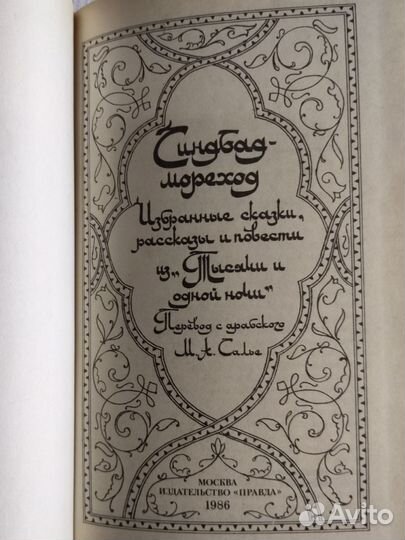 Синдбад-
мореход
Избранные сказки,
рассказы и повести
из „Тысячи и
одной ночи“
Перевод с арабского
М. А. Салье
МОСКВА
ИЗДАТЕЛЬСТВО «ПРАВДА»
1986
Avito